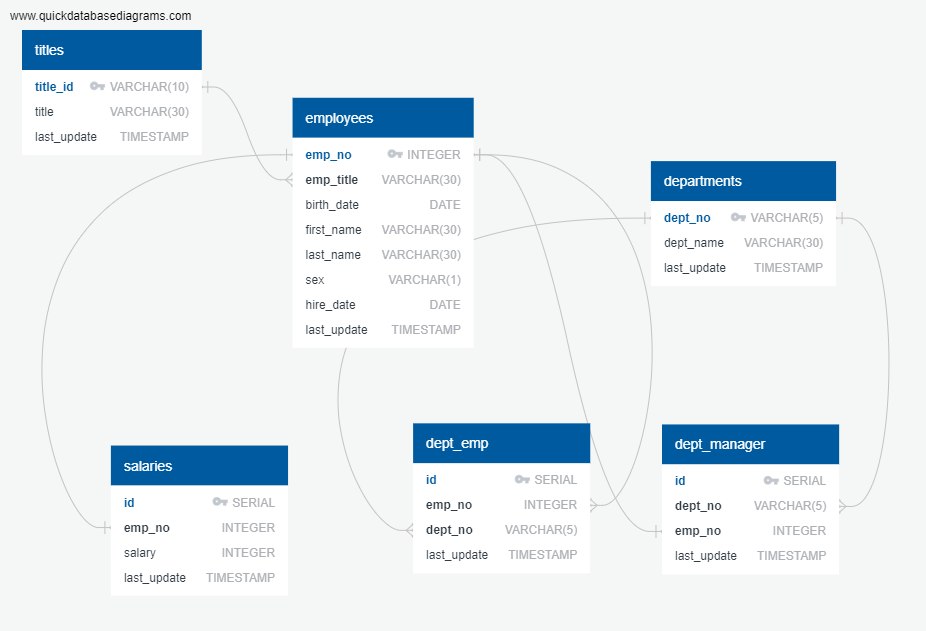 www.quickdatabasediagrams.com
titles
title_id VARCHAR(10)
title VARCHAR(30)
last_update TIMESTAMP
employees
emp_no INTEGER
emp_title VARCHAR(30)
birth_date DATE
first_name VARCHAR(30)
last_name VARCHAR(30)
sex VARCHAR(1)
hire_date DATE
last_update TIMESTAMP
departments
dept_no VARCHAR(5)
dept_name VARCHAR(30)
last_update TIMESTAMP
salaries
id SERIAL
emp_no INTEGER
salary INTEGER
last_update TIMESTAMP
dept_emp
id SERIAL
emp_no INTEGER
dept_no VARCHAR(5)
last_update TIMESTAMP
dept_manager
id SERIAL
dept_no VARCHAR(5)
emp_no INTEGER
last_update TIMESTAMP